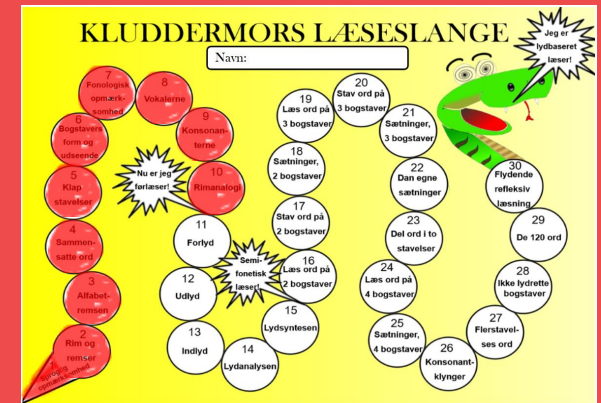 KLUDDERMORS LÆSESLANGE
Navn:
Jeg er
lydbaseret
læser!
1
Sproglig
opmærksomhed
2
Rim og
remser
3
Alfabet-
remsen
4
Sammen-
satte ord
5
Klap
stavelser
6
Bogstavers
form og
udseende
7
Fonologisk
opmærk-
somhed
8
Vokalerne
9
Konsonan-
terne
10
Rimanalogi
Nu er jeg
førlæser!
11
Forlyd
12
Udlyd
13
Indlyd
14
Lydanalysen
15
Lydsyntesen
16
Læs ord på
2 bogstaver
Semi-
fonetisk
læser!
17
Stav ord på
2 bogstaver
18
Sætninger,
2 bogstaver
19
Læs ord på
3 bogstaver
20
Stav ord på
3 bogstaver
21
Sætninger,
3 bogstaver
22
Dan egne
sætninger
23
Del ord i to
stavelser
24
Læs ord på
4 bogstaver
25
Sætninger,
4 bogstaver
26
Konsonant-
klynger
27
Flerstavel-
ses ord
28
Ikke lydrette
bogstaver
29
De 120 ord
30
Flydende
refleksiv
læsning